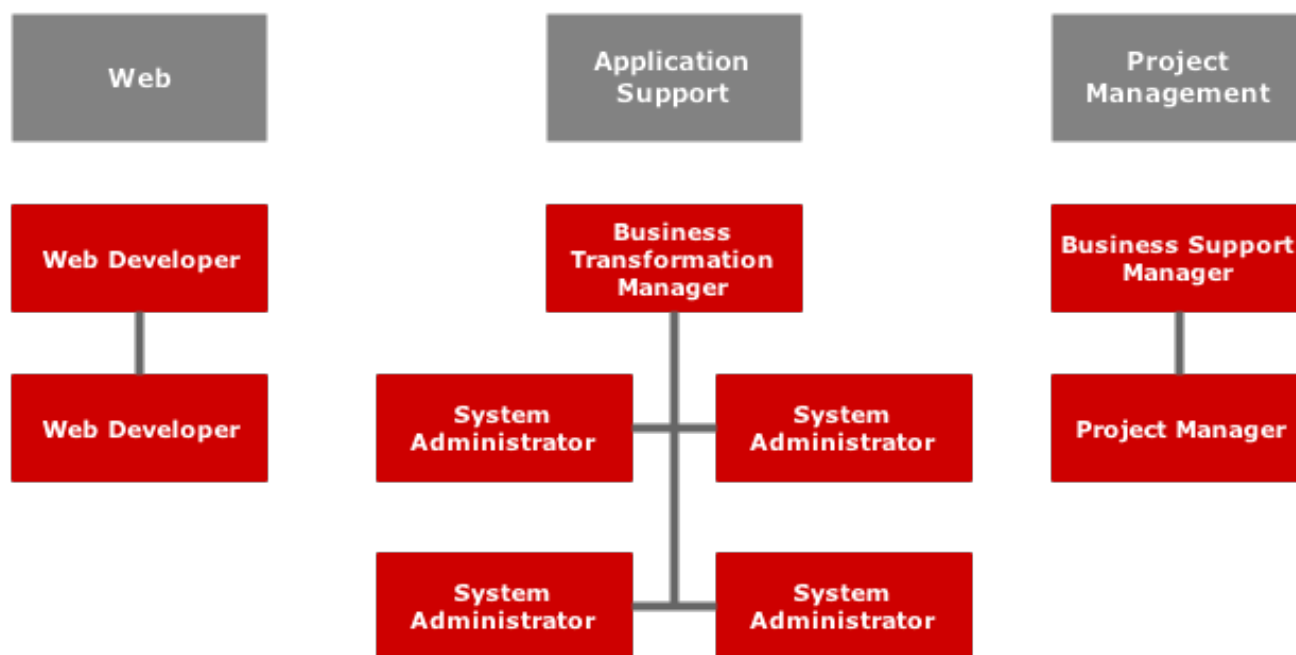 Web
Application
Support
Project
Management
Web Developer
Business
Transformation
Manager
Business Support
Manager
Web Developer
System
Administrator
System
Administrator
Project Manager
System
Administrator
System
Administrator